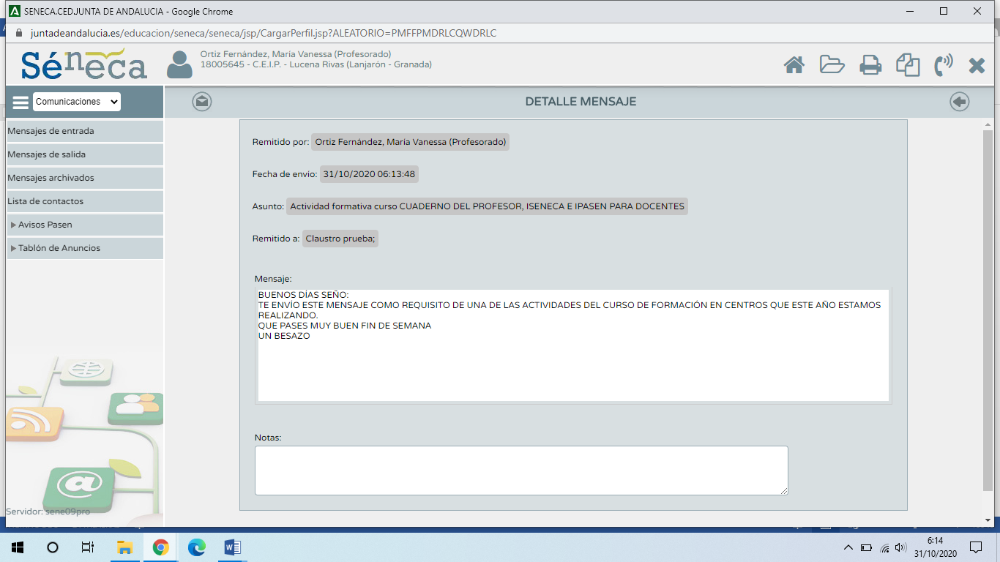 SENECA.CED.JUNTA DE ANDALUCIA - Google Chrome
juntadeandalucia.es/educacion/seneca/seneca/jsp/CargarPerfil.jsp?ALEATORIO=PMFFPMDRLCQWDRLC
Séneca
Ortiz Fernández, María Vanessa (Profesorado)
18005645 - C.E.I.P. - Lucena Rivas (Lanjarón - Granada)
Comunicaciones
DETALLE MENSAJE
Mensajes de entrada
Mensajes de salida
Mensajes archivados
Lista de contactos
Avisos Pasen
Tablón de Anuncios
Remitido por: Ortiz Fernández, María Vanessa (Profesorado)
Fecha de envío: 31/10/2020 06:13:48
Asunto: Actividad formativa curso CUADERNO DEL PROFESOR, ISENECA E IPASEN PARA DOCENTES
Remitido a: Claustro prueba;
Mensaje:
BUENOS DÍAS SEÑO:
TE ENVÍO ESTE MENSAJE COMO REQUISITO DE UNA DE LAS ACTIVIDADES DEL CURSO DE FORMACIÓN EN CENTROS QUE ESTE AÑO ESTAMOS
REALIZANDO.
QUE PASES MUY BUEN FIN DE SEMANA
UN BESAZO
Notas:
Servidor: sene09pro
6:14
31/10/2020